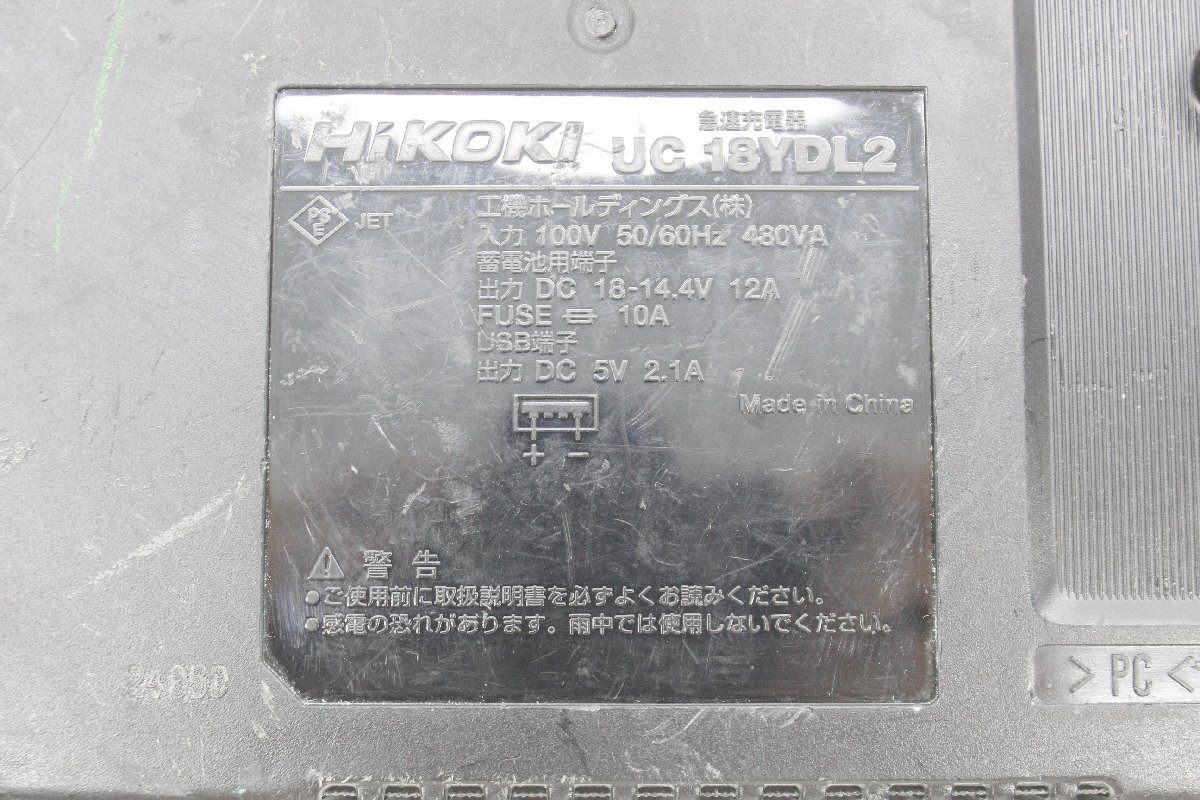 HiKOKI 急速充電器 UC 18YDL2
PSE JET
工機ホールディングス(株)
入力 100V 50/60Hz 480VA
蓄電池用端子
出力 DC 18-14.4V 12A
FUSE 10A
USB端子
出力 DC 5V 2.1A
Made in China
+ -
警告
●ご使用前に取扱説明書を必ずよくお読みください。
●感電の恐れがあります。雨中では使用しないでください。
>PC<